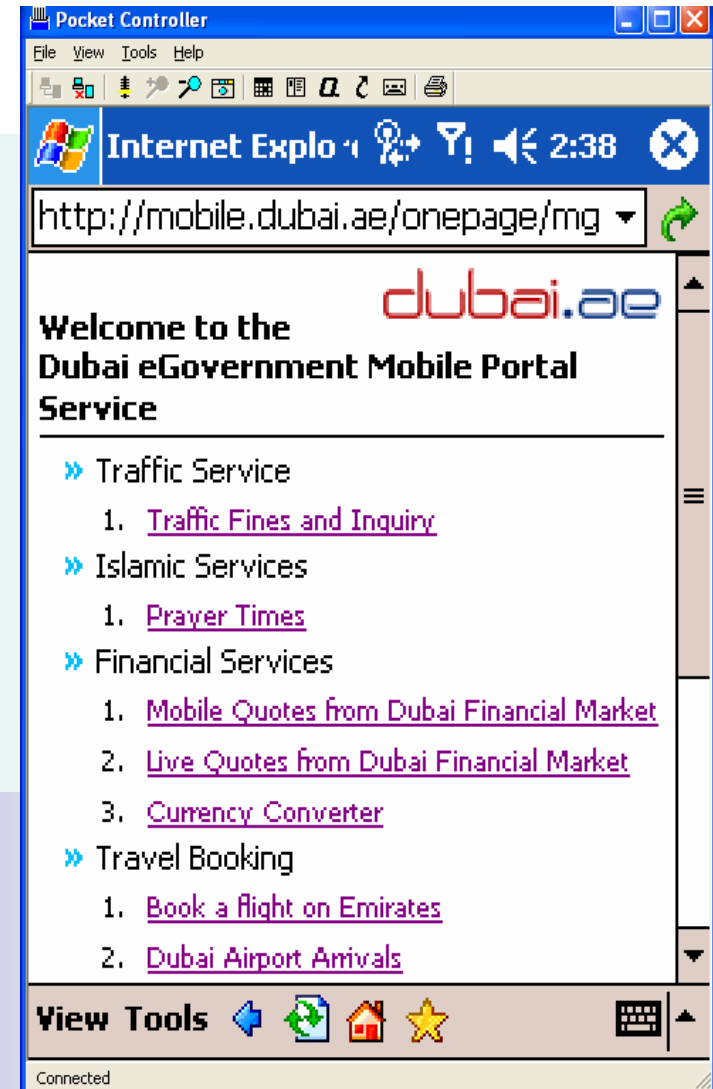 Pocket Controller
File View Tools Help
Internet Explo 2:38
http://mobile.dubai.ae/onepage/mg
dubai.ae
Welcome to the
Dubai eGovernment Mobile Portal
Service
» Traffic Service
1. Traffic Fines and Inquiry
» Islamic Services
1. Prayer Times
» Financial Services
1. Mobile Quotes from Dubai Financial Market
2. Live Quotes from Dubai Financial Market
3. Currency Converter
» Travel Booking
1. Book a flight on Emirates
2. Dubai Airport Arrivals
View Tools
Connected